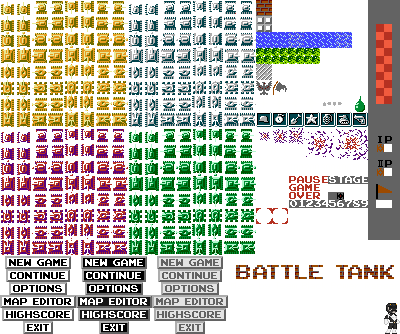 IP
IP
PAUSE STAGE
GAME
OVER
0123456789
NEW GAME NEW GAME NEW GAME
CONTINUE CONTINUE CONTINUE
OPTIONS OPTIONS OPTIONS
MAP EDITOR MAP EDITOR MAP EDITOR
HIGHSCORE HIGHSCORE HIGHSCORE
EXIT EXIT EXIT
BATTLE TANK